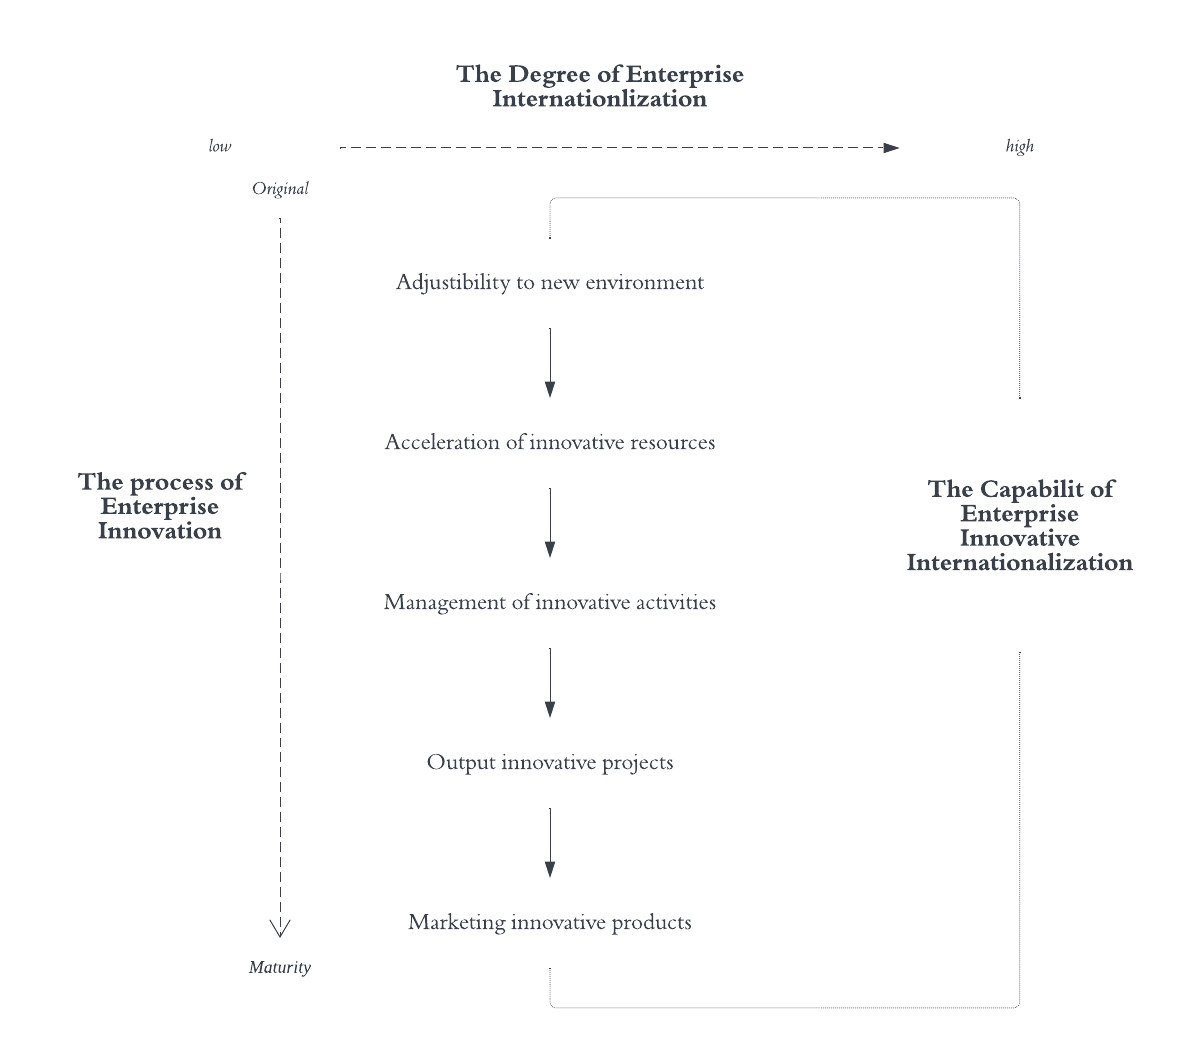 The Degree of Enterprise
Internationlization
low
high
Original
Adjustibility to new environment
Acceleration of innovative resources
The process of
Enterprise
Innovation
The Capabilit of
Enterprise
Innovative
Internationalization
Management of innovative activities
Output innovative projects
Marketing innovative products
Maturity